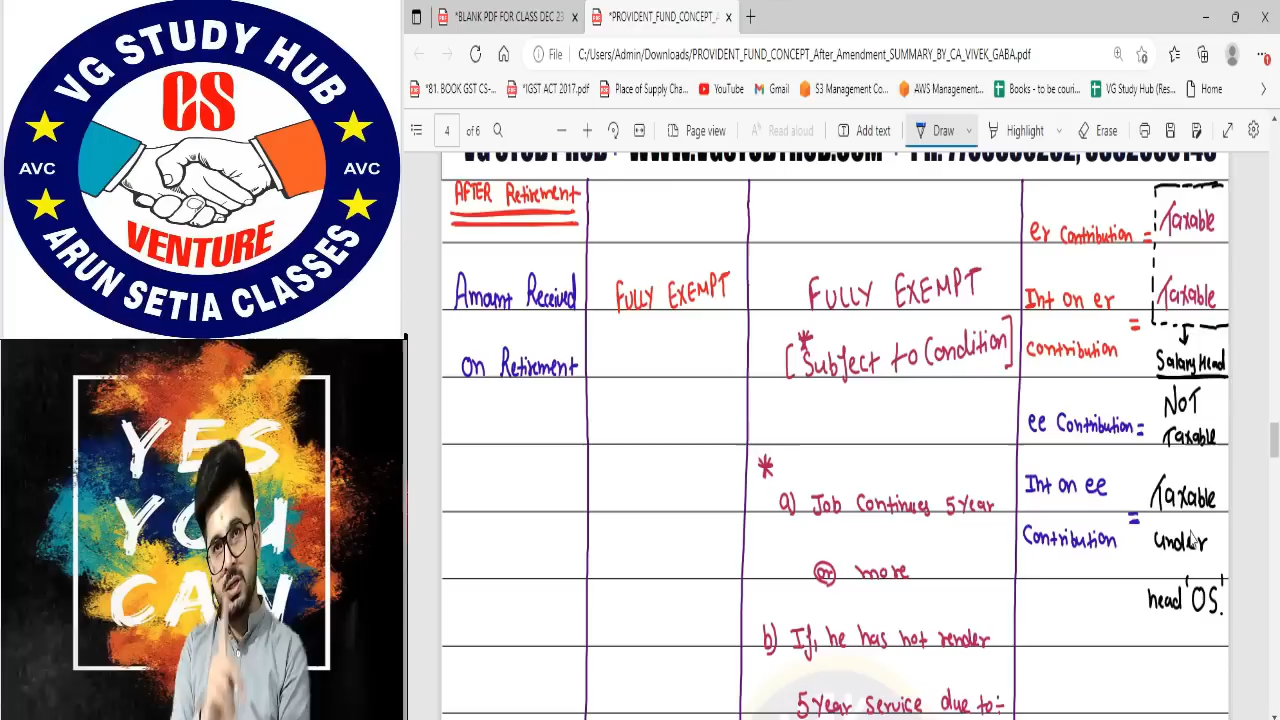 VG STUDY HUB
CS
AVC
AVC
VENTURE
ARUN SETIA CLASSES
YES
YOU
CAN
*BLANK PDF FOR CLASS DEC 23
*PROVIDENT_FUND_CONCEPT_A
File
C:/Users/Admin/Downloads/PROVIDENT_FUND_CONCEPT_After_Amendment_SUMMARY_BY_CA_VIVEK_GABA.pdf
*81. BOOK GST CS-...
*IGST ACT 2017.pdf
Place of Supply Cha...
YouTube
Gmail
S3 Management Co...
AWS Management...
Books - to be couri...
VG Study Hub (Res...
Home
4 of 6
Page view
Read aloud
Add text
Draw
Highlight
Erase
AFTER Retirement
Amount Received
on Retirement
FULLY EXEMPT
FULLY EXEMPT
[*Subject to Condition]
*
a) Job Continues 5 year
or more
b) If, he has not render
5 year service due to:-
er Contribution = Taxable
Int on er
contribution
= Taxable
Salary Head
ee Contribution = NOT
Taxable
Int on ee
Contribution
= Taxable
under
head 'OS'.